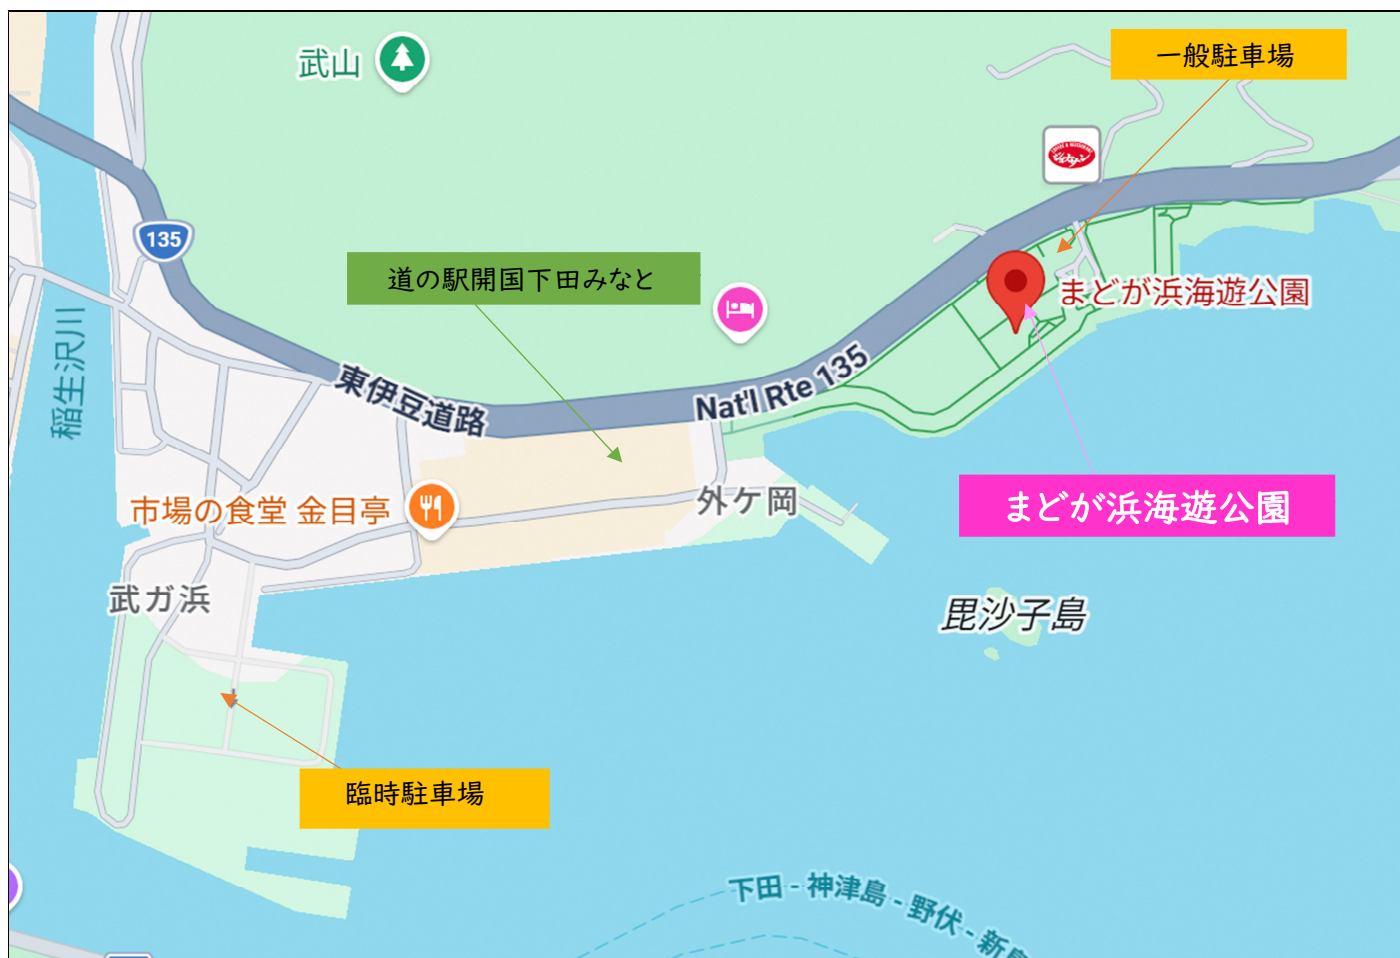 武山
一般駐車場
135
道の駅開国下田みなと
まどが浜海遊公園
稲生沢川
東伊豆道路
Nat'l Rte 135
市場の食堂 金目亭
外ケ岡
まどが浜海遊公園
武ガ浜
毘沙子島
臨時駐車場
下田 - 神津島 - 野伏 - 新島